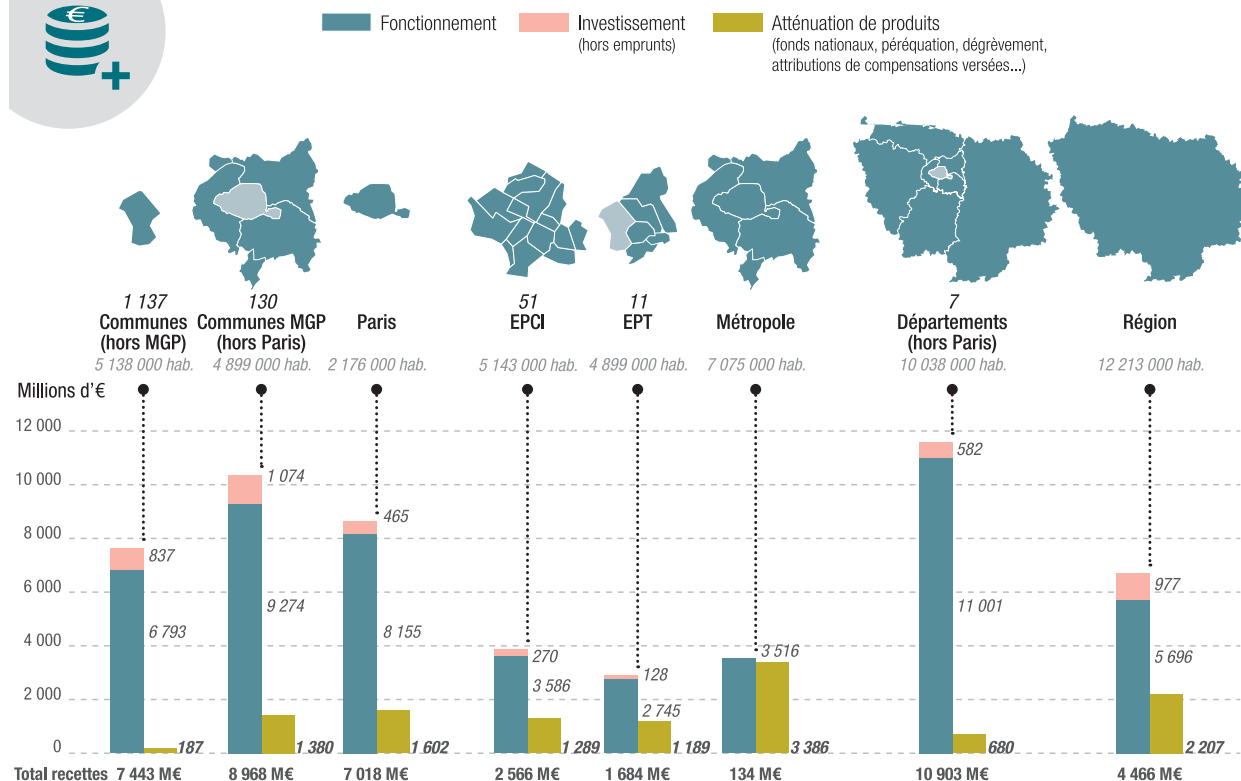 €
Fonctionnement
Investissement
(hors emprunts)
Atténuation de produits
(fonds nationaux, péréquation, dégrèvement,
attributions de compensations versées...)
1 137
Communes
(hors MGP)
5 138 000 hab.
130
Communes MGP
(hors Paris)
4 899 000 hab.
Paris
2 176 000 hab.
51
EPCI
5 143 000 hab.
11
EPT
4 899 000 hab.
Métropole
7 075 000 hab.
7
Départements
(hors Paris)
10 038 000 hab.
Région
12 213 000 hab.
Millions d'€
12 000
10 000
8 000
6 000
4 000
2 000
0
837
6 793
187
1 074
9 274
1 380
465
8 155
1 602
270
3 586
1 289
128
2 745
1 189
3 516
3 386
582
11 001
680
977
5 696
2 207
Total recettes 7 443 M€ 8 968 M€ 7 018 M€ 2 566 M€ 1 684 M€ 134 M€ 10 903 M€ 4 466 M€